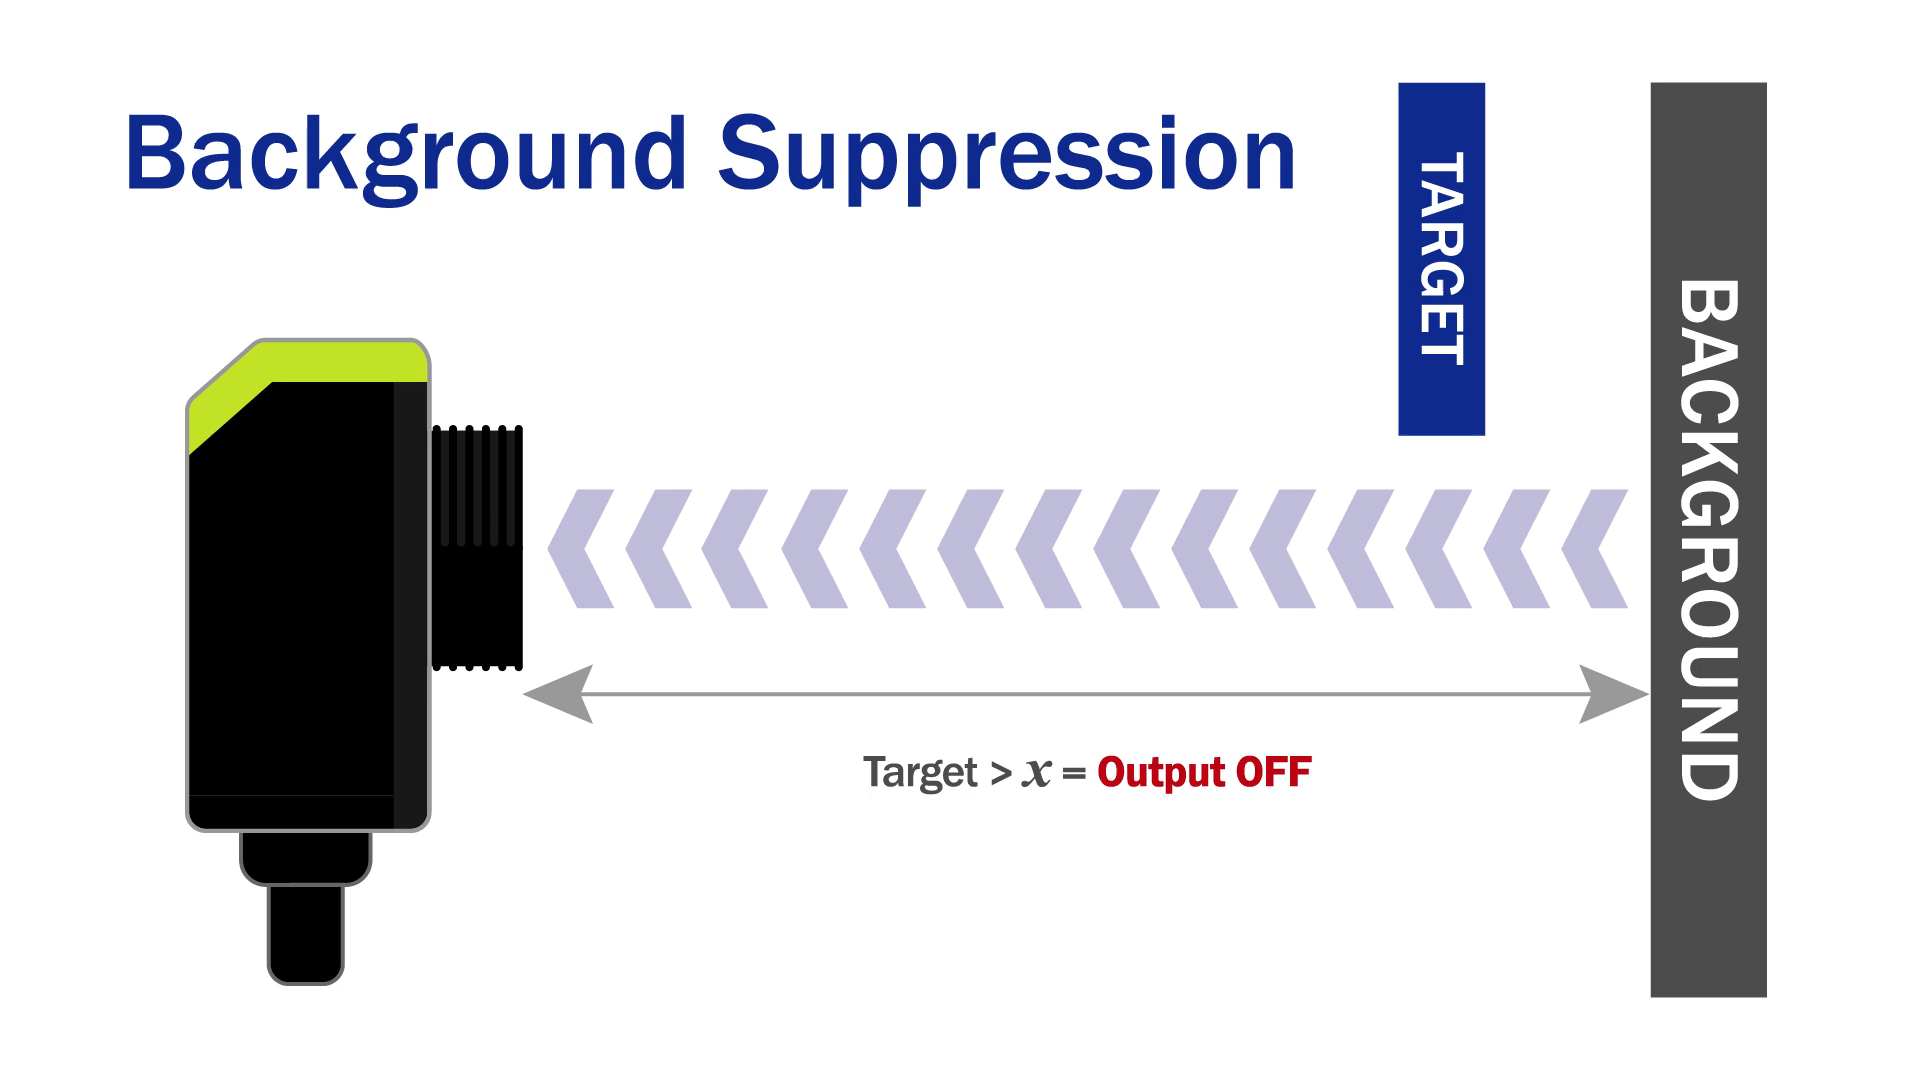 Background Suppression
TARGET
BACKGROUND
Target > x = Output OFF